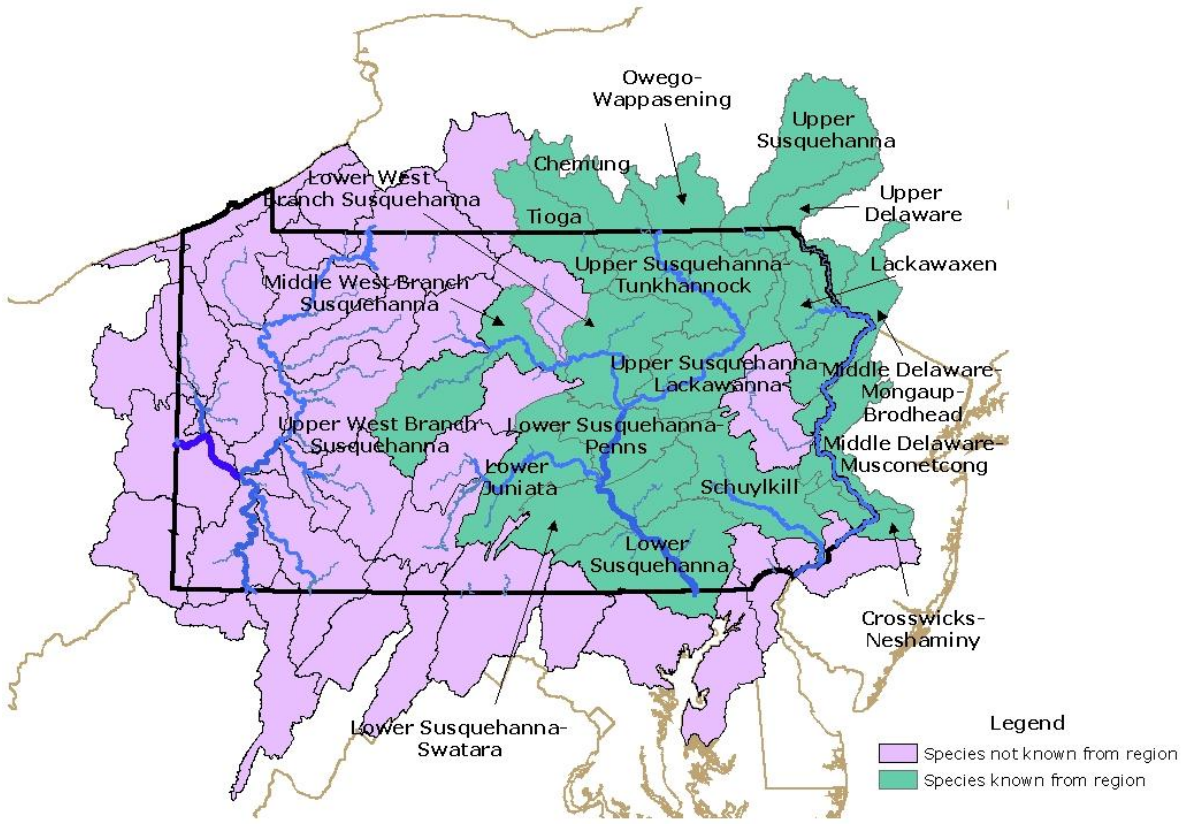 Owego-
Wappasening
Upper
Susquehanna
Chemung
Lower West
Branch Susquehanna
Upper
Delaware
Tioga
Upper Susquehanna-
Tunkhannock
Lackawaxen
Middle West Branch
Susquehanna
Upper Susquehanna-
Lackawanna-
Middle Delaware-
Mongaup-
Brodhead
Upper West Branch
Susquehanna
Lower Susquehanna-
Penns
Middle Delaware-
Musconetcong
Lower
Juniata
Schuylkill
Lower
Susquehanna
Crosswicks-
Neshaminy
Lower Susquehanna-
Swatara
Legend
Species not known from region
Species known from region